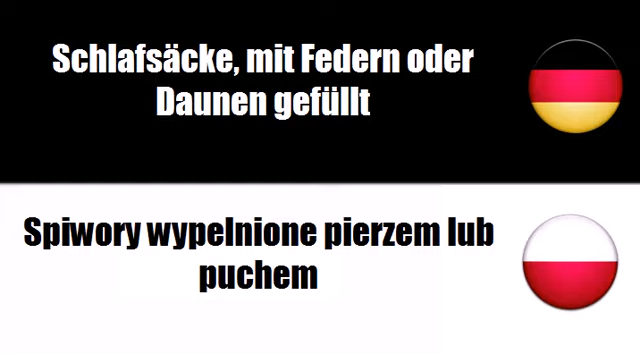 Schlafsäcke, mit Federn oder
Daunen gefüllt
Spiwory wypelnione pierzem lub
puchem